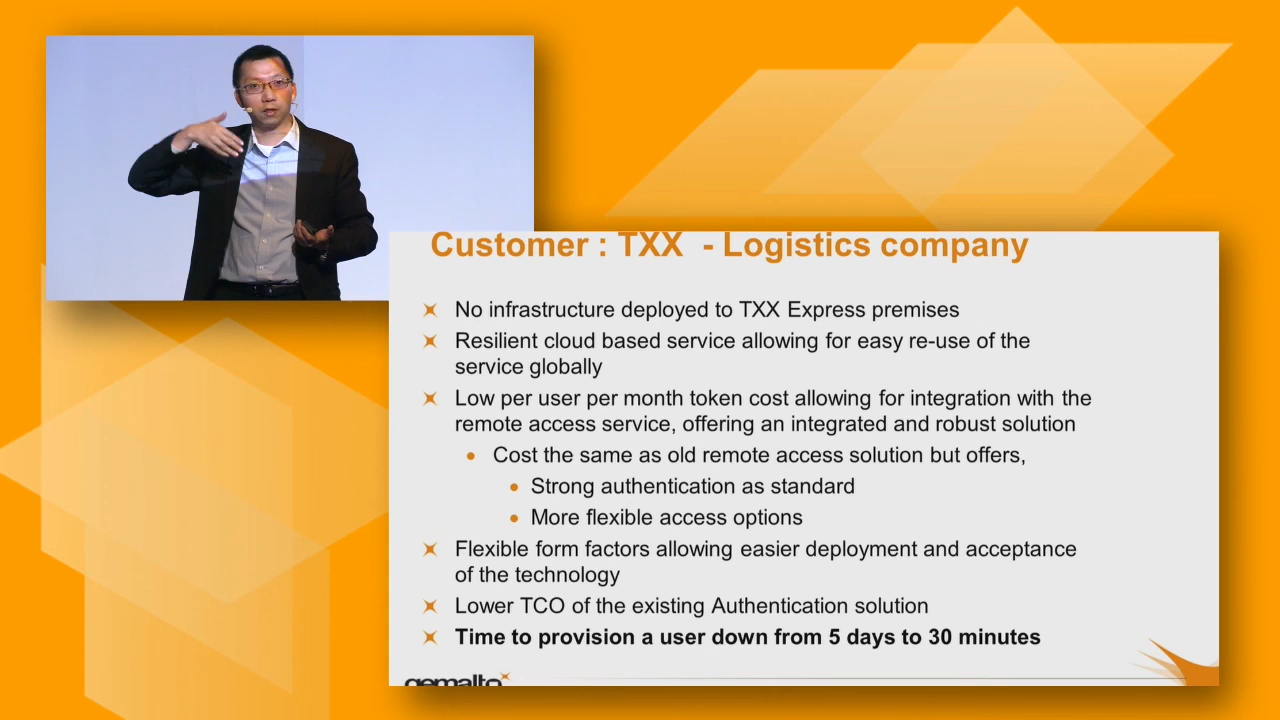 Customer : TXX - Logistics company
No infrastructure deployed to TXX Express premises
Resilient cloud based service allowing for easy re-use of the
service globally
Low per user per month token cost allowing for integration with the
remote access service, offering an integrated and robust solution
Cost the same as old remote access solution but offers,
Strong authentication as standard
More flexible access options
Flexible form factors allowing easier deployment and acceptance
of the technology
Lower TCO of the existing Authentication solution
Time to provision a user down from 5 days to 30 minutes
gemalto